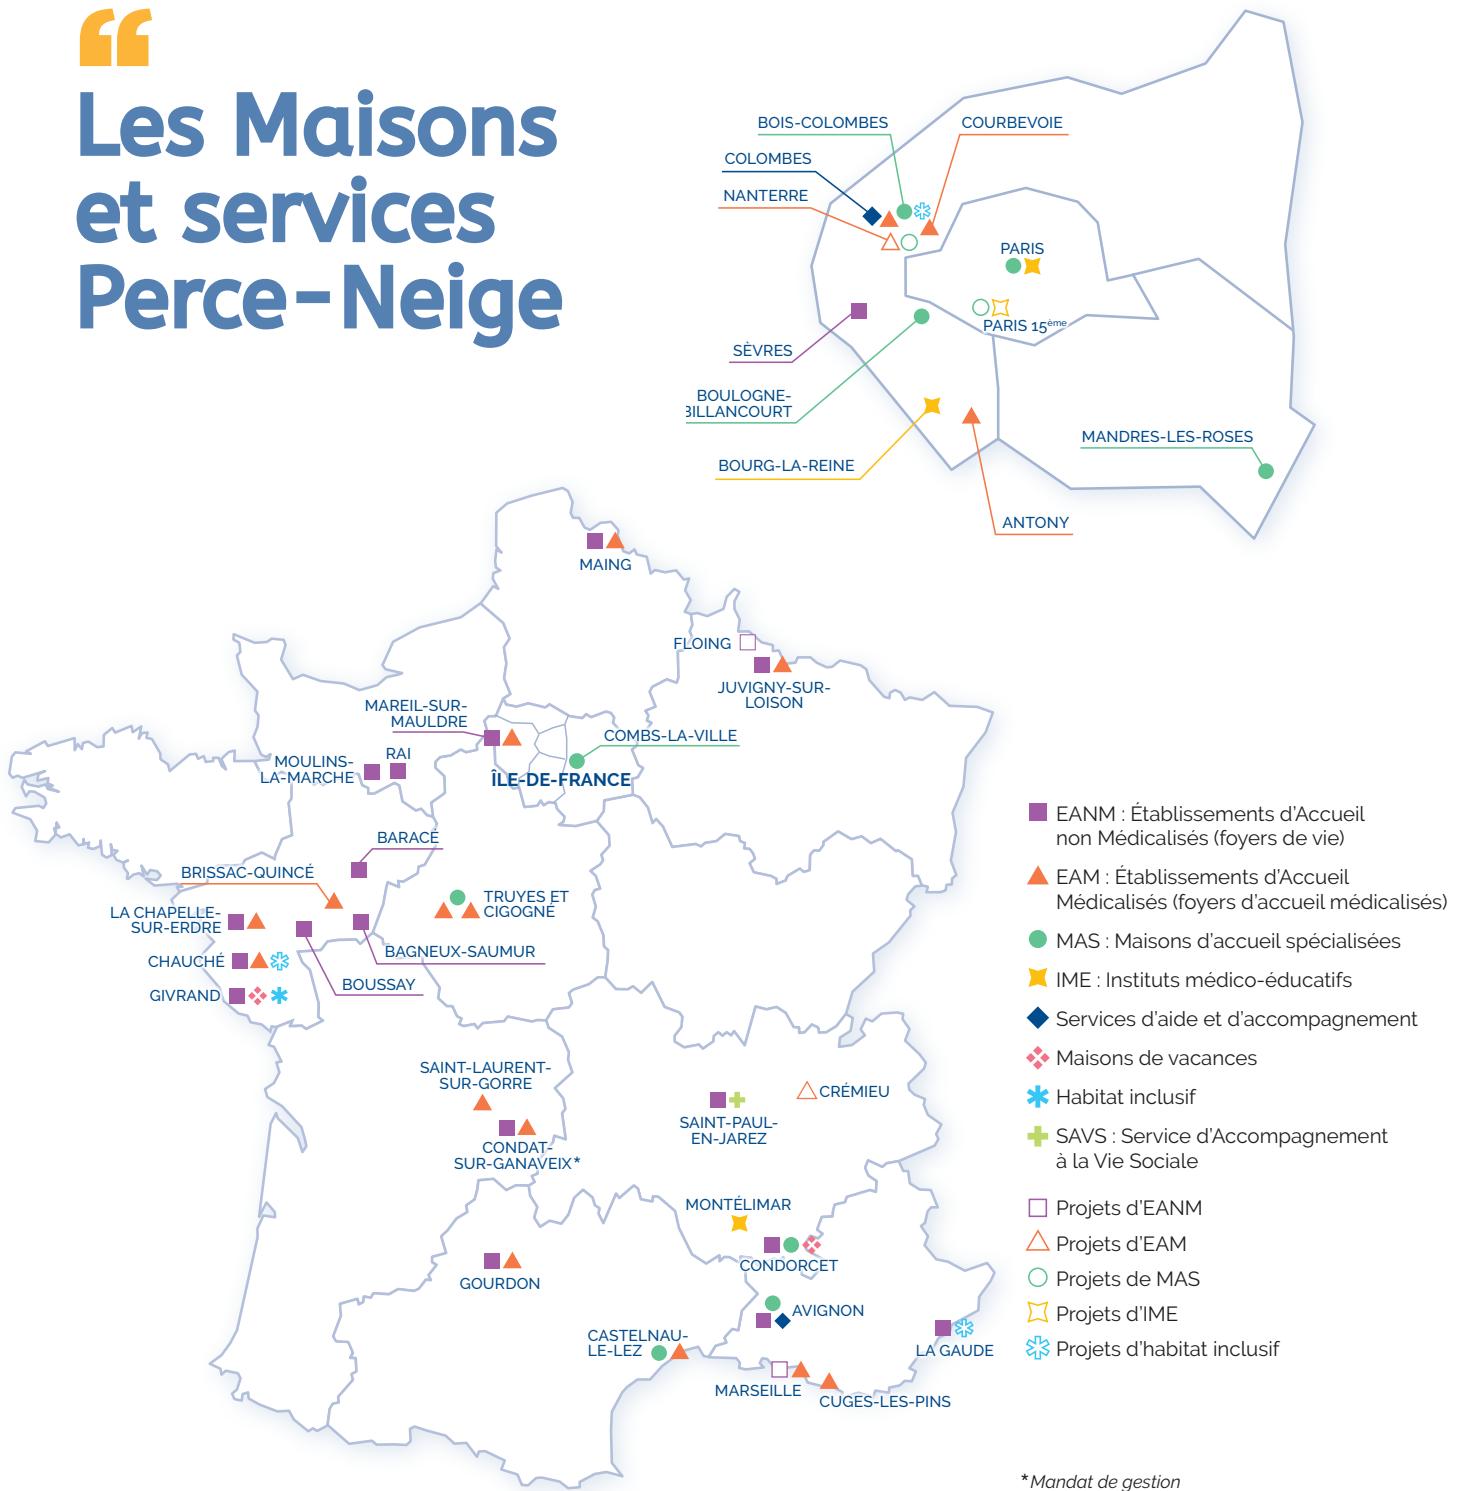 “
Les Maisons
et services
Perce-Neige
BOIS-COLOMBES
COURBEVOIE
COLOMBES
NANTERRE
PARIS
PARIS 15ème
SÈVRES
BOULOGNE-
BILLANCOURT
BOURG-LA-REINE
MANDRES-LES-ROSES
ANTONY
MAING
FLOING
JUVIGNY-SUR-
LOISON
MAREIL-SUR-
MAULDRE
COMBS-LA-VILLE
RAI
MOULINS-
LA-MARCHE
ÎLE-DE-FRANCE
BARACÉ
BRISSAC-QUINCÉ
TRUYES ET
CIGOGNÉ
LA CHAPELLE-
SUR-ERDRE
BAGNEUX-SAUMUR
CHAUCHÉ
BOUSSAY
GIVRAND
SAINT-LAURENT-
SUR-GORRE
CONDAT-
SUR-GANAVEIX*
SAINT-PAUL-
EN-JAREZ
CRÉMIEU
MONTÉLIMAR
CONDORCET
GOURDON
AVIGNON
CASTELNAU-
LE-LEZ
LA GAUDE
MARSEILLE
CUGES-LES-PINS
EANM : Établissements d’Accueil
non Médicalisés (foyers de vie)
EAM : Établissements d’Accueil
Médicalisés (foyers d’accueil médicalisés)
MAS : Maisons d’accueil spécialisées
IME : Instituts médico-éducatifs
Services d’aide et d’accompagnement
Maisons de vacances
Habitat inclusif
SAVS : Service d’Accompagnement
à la Vie Sociale
Projets d’EANM
Projets d’EAM
Projets de MAS
Projets d’IME
Projets d’habitat inclusif
*Mandat de gestion